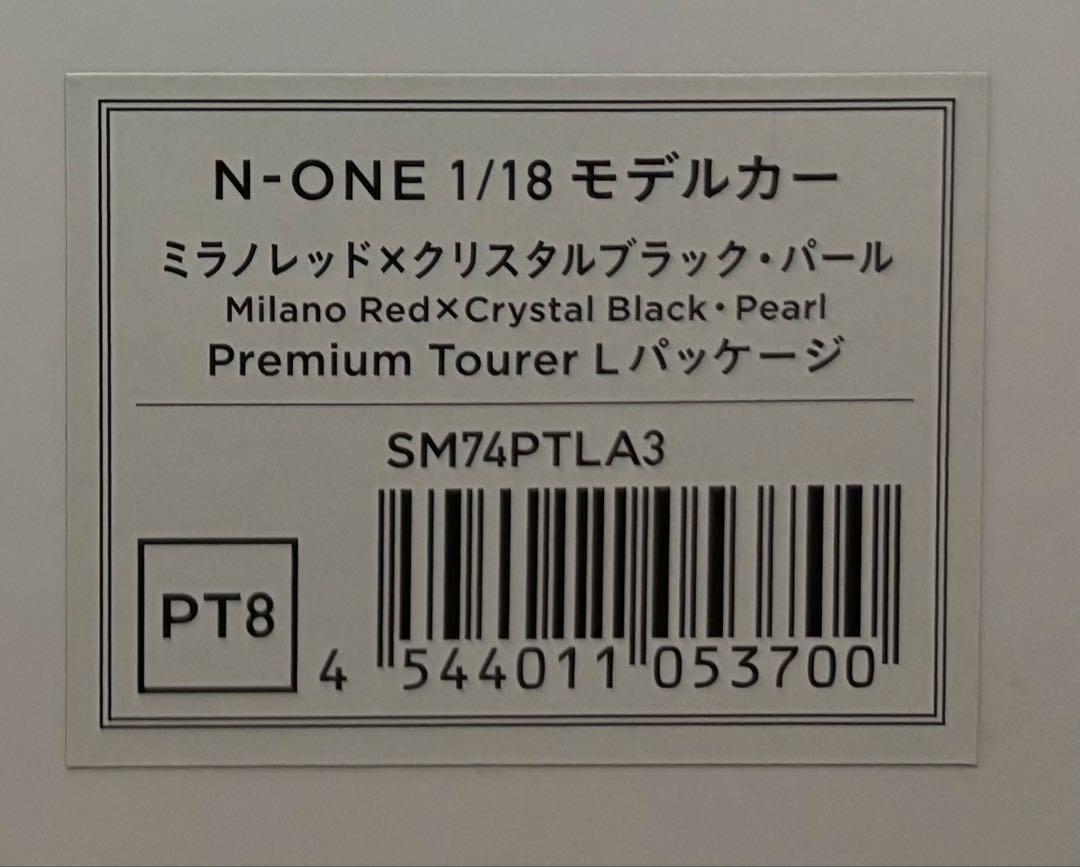 N-ONE 1/18 モデルカー
ミラノレッド×クリスタルブラック・パール
Milano Red×Crystal Black・Pearl
Premium Tourer L パッケージ
SM74PTLA3
PT8
4 544011 053700